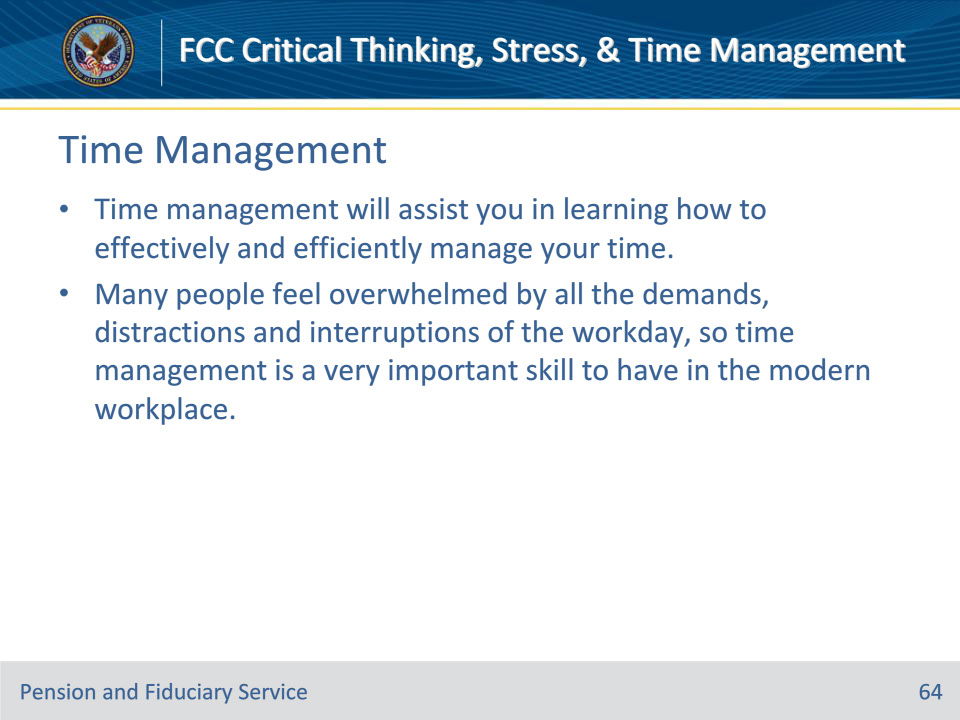 FCC Critical Thinking, Stress, & Time Management
Time Management
• Time management will assist you in learning how to
effectively and efficiently manage your time.
• Many people feel overwhelmed by all the demands,
distractions and interruptions of the workday, so time
management is a very important skill to have in the modern
workplace.
Pension and Fiduciary Service
64